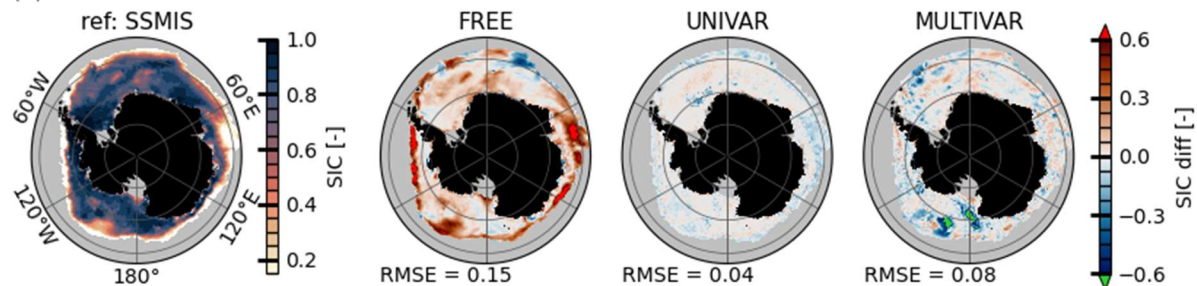 ref: SSMIS
60°W
60°E
120°W
120°E
180°
1.0
0.8
0.6
0.4
0.2
SIC [-]
FREE
RMSE = 0.15
UNIVAR
RMSE = 0.04
MULTIVAR
RMSE = 0.08
0.6
0.3
0.0
−0.3
−0.6
SIC diff [-]